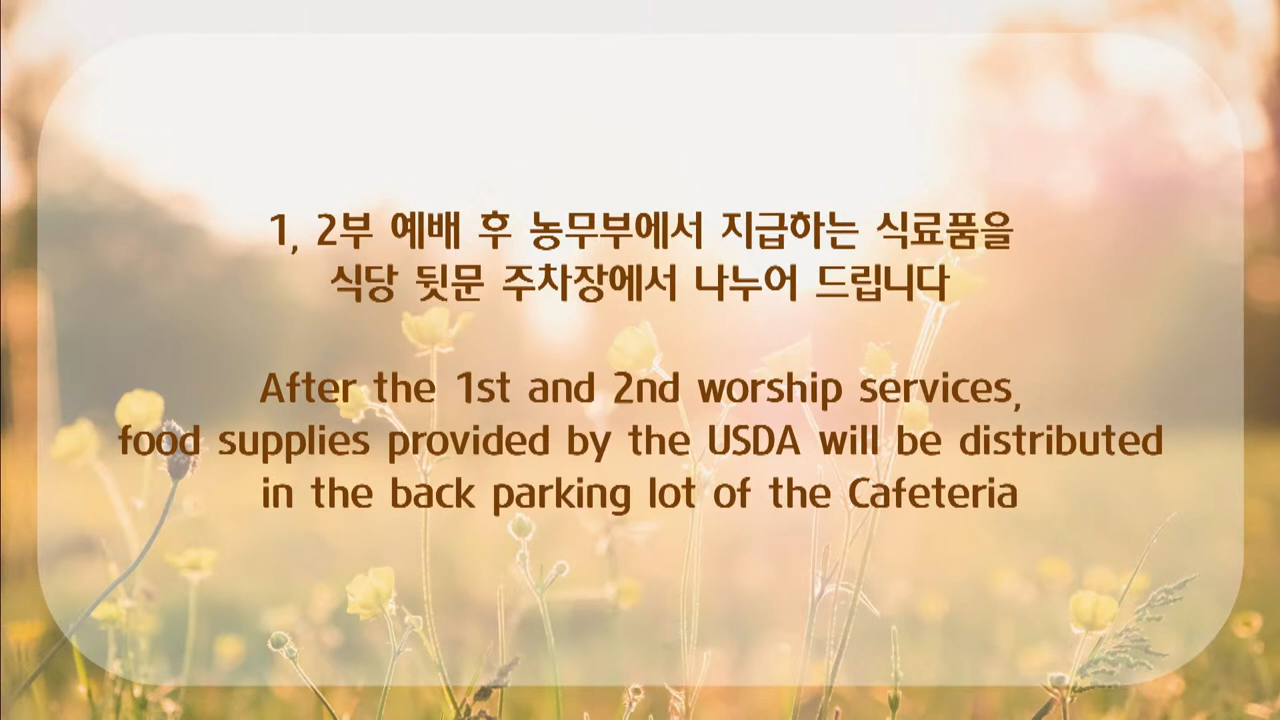 1, 2부 예배 후 농무부에서 지급하는 식료품을
식당 뒷문 주차장에서 나누어 드립니다
After the 1st and 2nd worship services,
food supplies provided by the USDA will be distributed
in the back parking lot of the Cafeteria